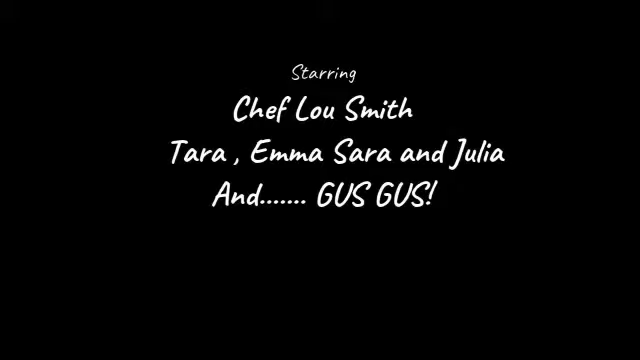 Starring
Chef Lou Smith
Tara , Emma Sara and Julia
And....... GUS GUS!